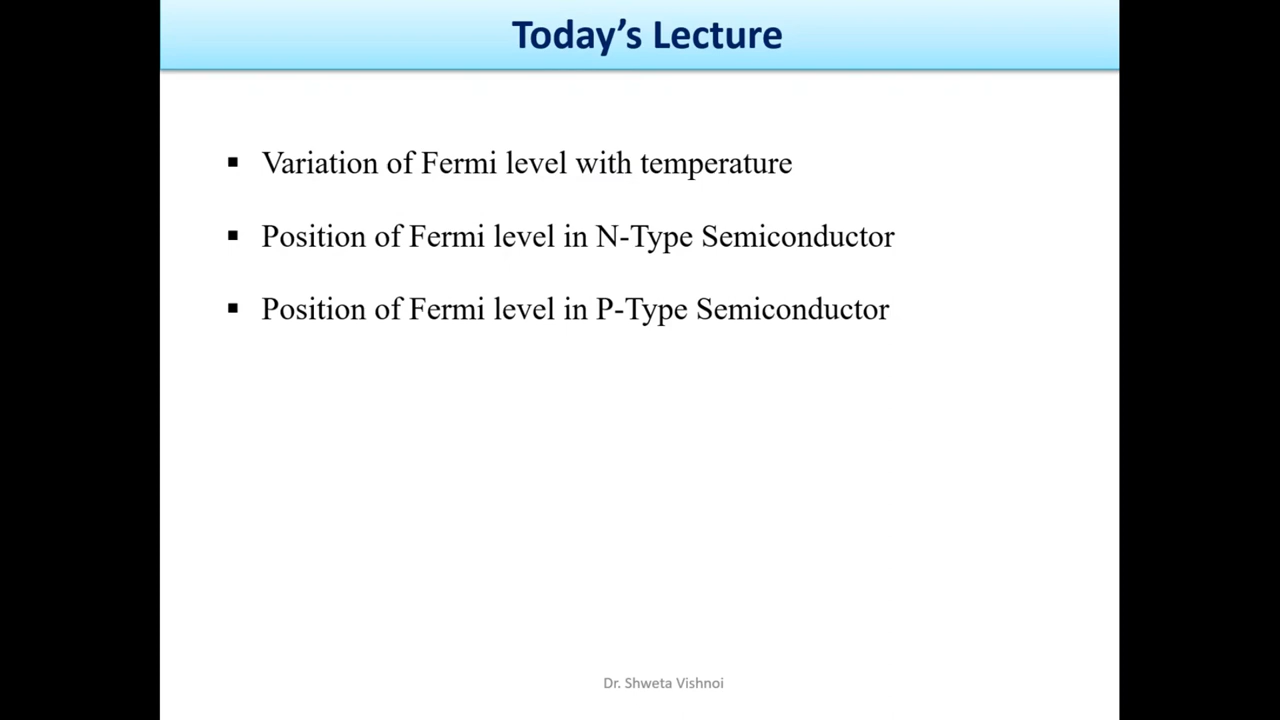 Today’s Lecture
▪ Variation of Fermi level with temperature
▪ Position of Fermi level in N-Type Semiconductor
▪ Position of Fermi level in P-Type Semiconductor
Dr. Shweta Vishnoi